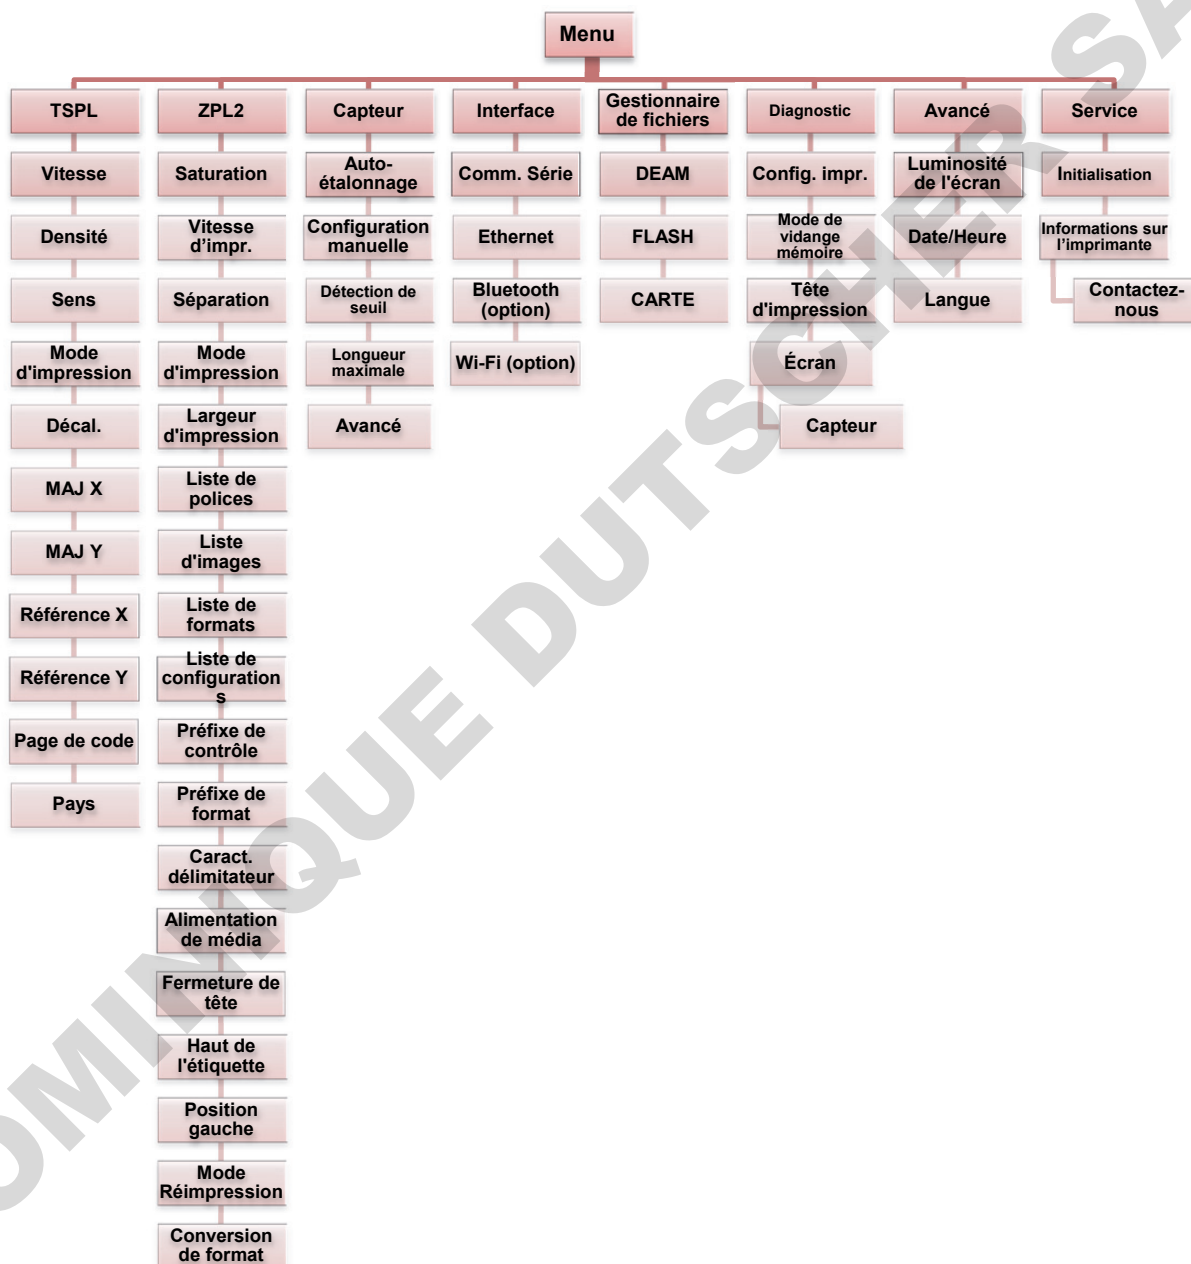 Menu
TSPL
Vitesse
Densité
Sens
Mode
d'impression
Décal.
MAJ X
MAJ Y
Référence X
Référence Y
Page de code
Pays
ZPL2
Saturation
Vitesse
d’impr.
Séparation
Mode
d'impression
Largeur
d'impression
Liste de
polices
Liste
d'images
Liste de
formats
Liste de
configuration
s
Préfixe de
contrôle
Préfixe de
format
Caract.
délimitateur
Alimentation
de média
Fermeture de
tête
Haut de
l'étiquette
Position
gauche
Mode
Réimpression
Conversion
de format
Capteur
Auto-
étalonnage
Configuration
manuelle
Détection de
seuil
Longueur
maximale
Avancé
Interface
Comm. Série
Ethernet
Bluetooth
(option)
Wi-Fi (option)
Gestionnaire
de fichiers
DEAM
FLASH
CARTE
Diagnostic
Config. impr.
Mode de
vidange
mémoire
Tête
d'impression
Écran
Capteur
Avancé
Luminosité
de l'écran
Date/Heure
Langue
Service
Initialisation
Informations sur
l’imprimante
Contactez-
nous
OMINIQUE DUTSCHER SA